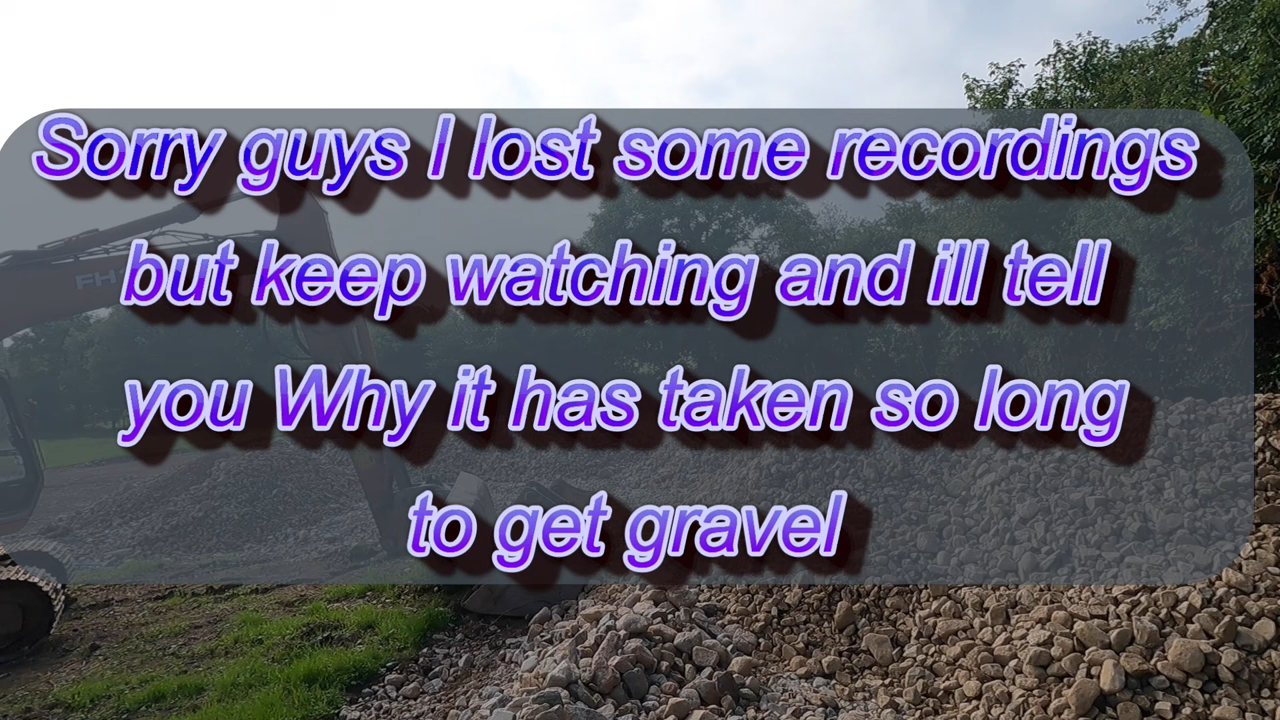 Sorry guys I lost some recordings
but keep watching and ill tell
you Why it has taken so long
to get gravel
FH